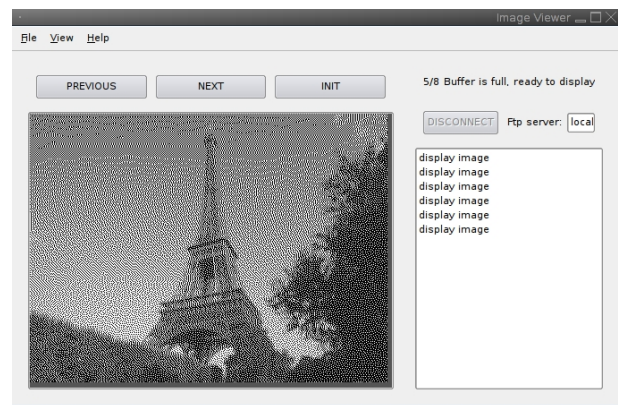 Image Viewer
File View Help
PREVIOUS NEXT INIT
5/8 Buffer is full, ready to display
DISCONNECT Ftp server: local
display image
display image
display image
display image
display image
display image